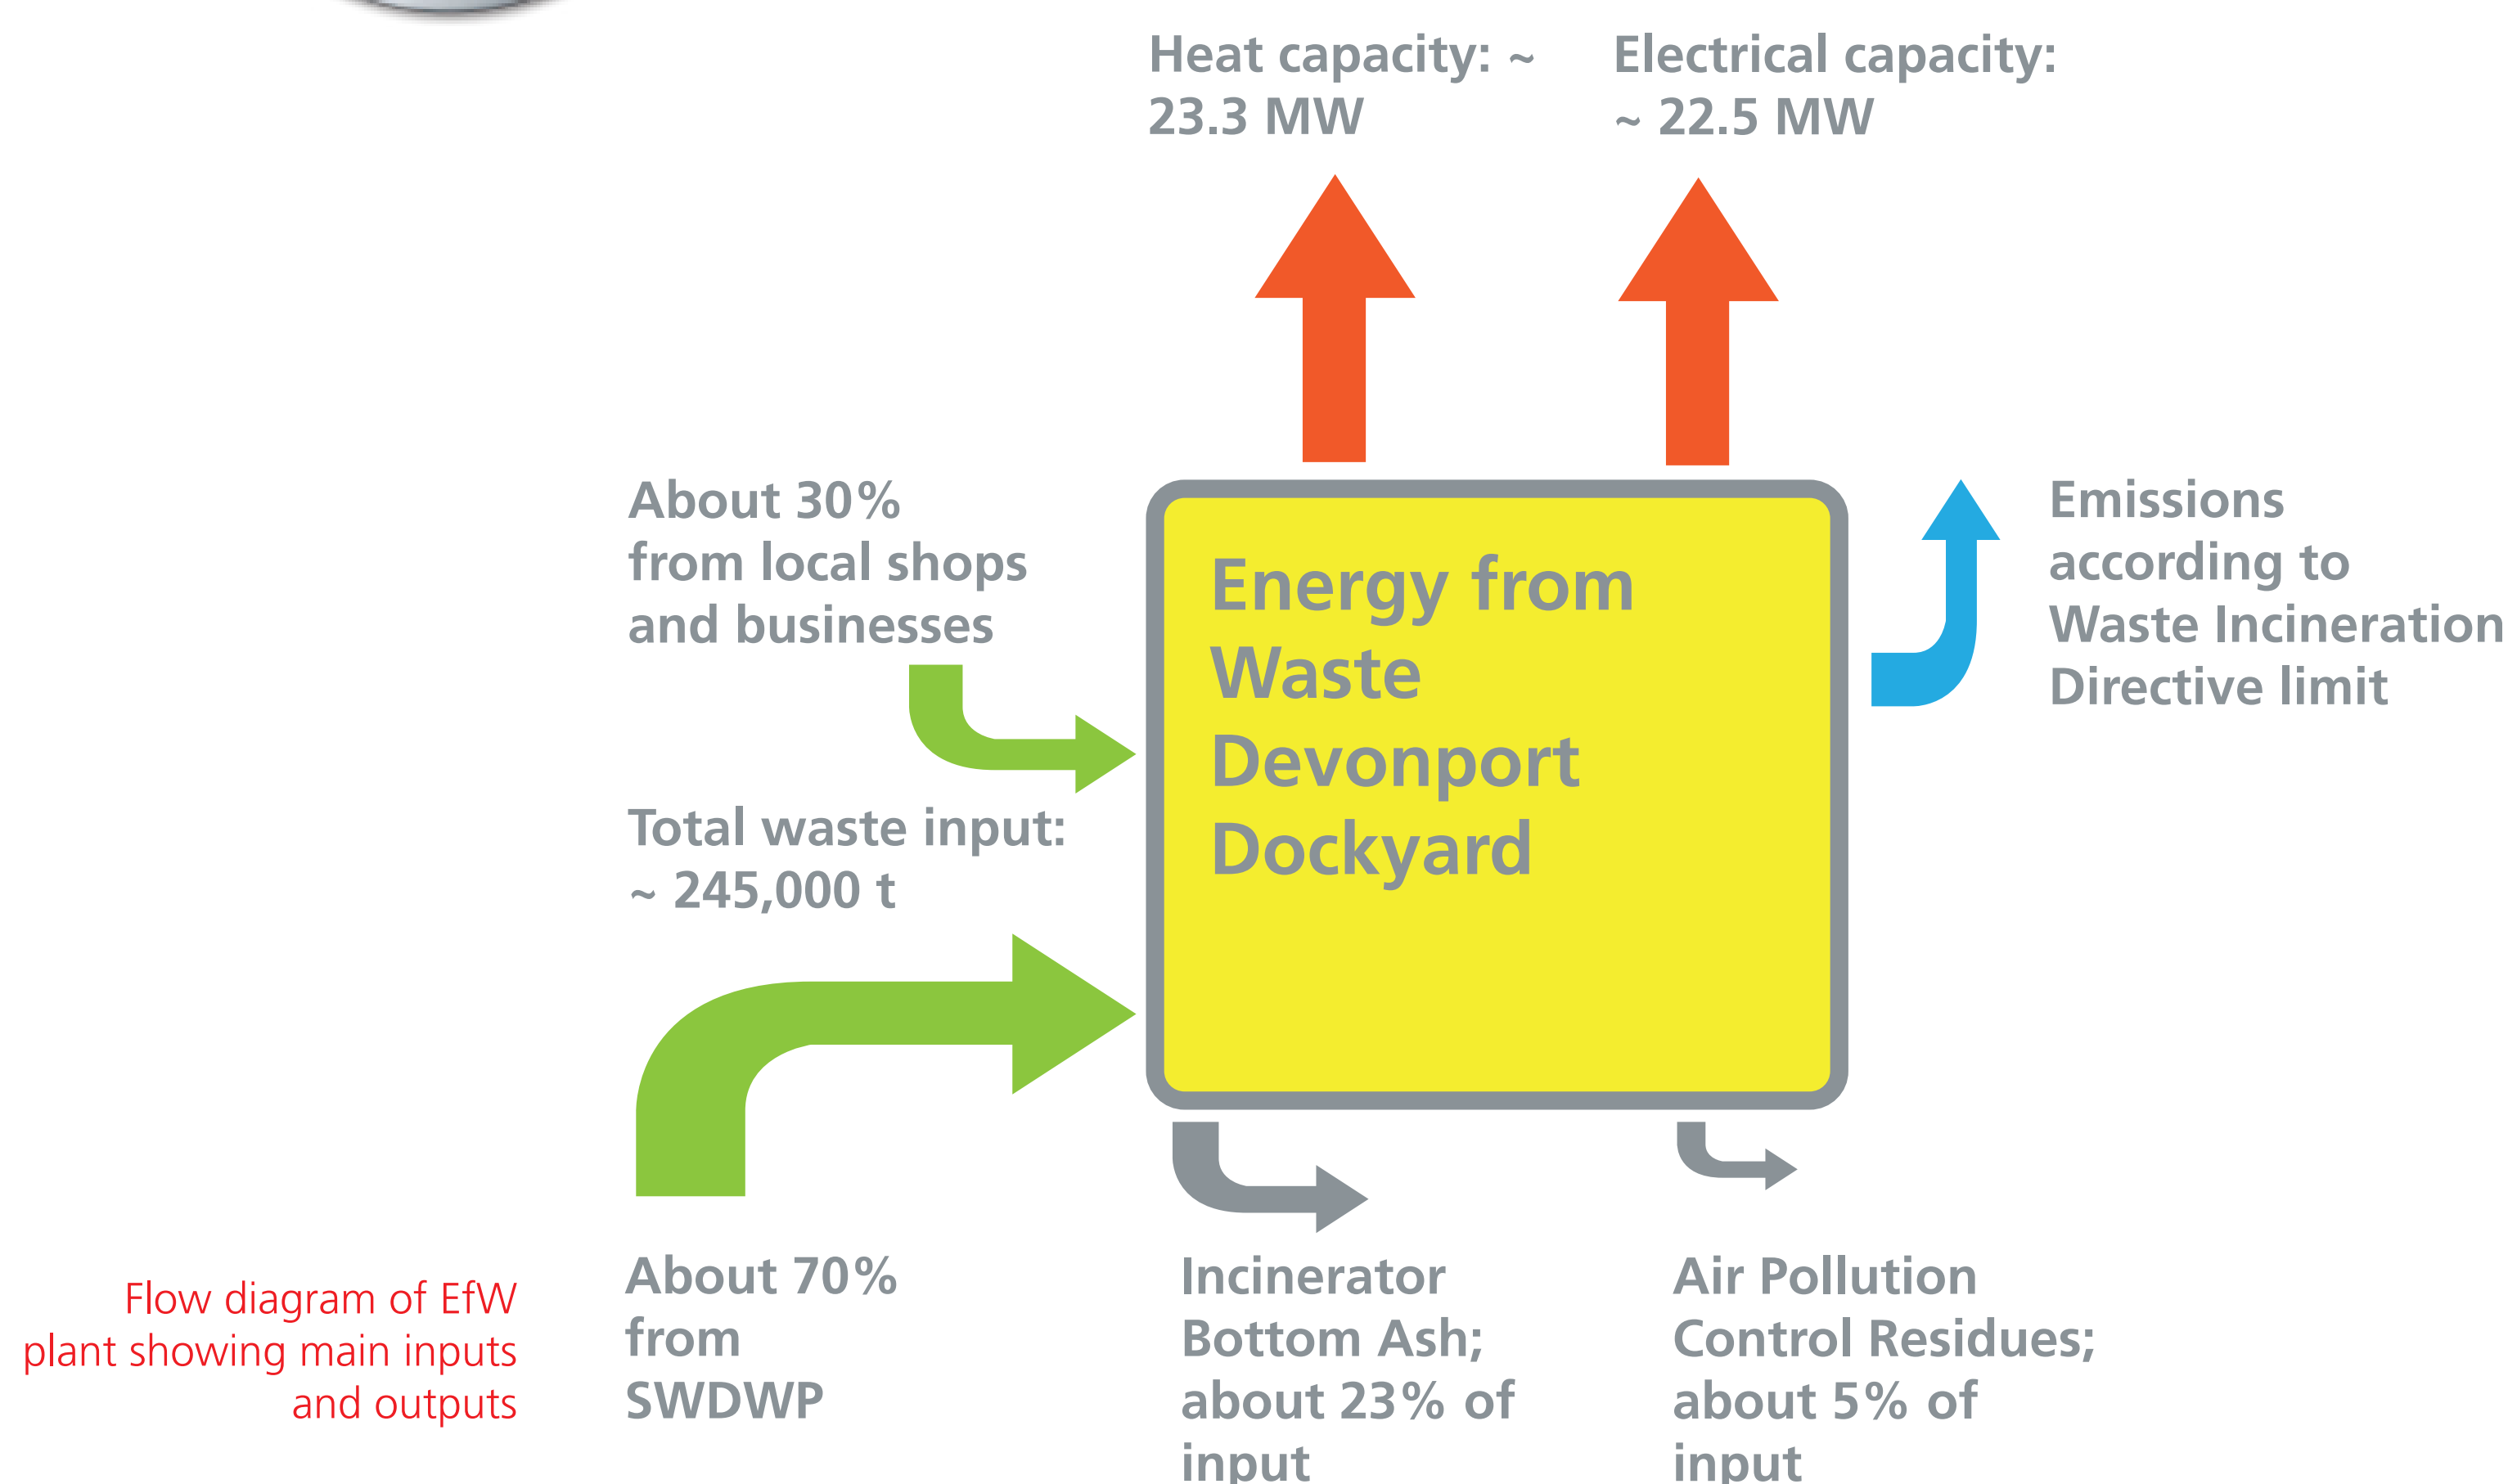 Heat capacity: ~
23.3 MW
Electrical capacity:
~ 22.5 MW
About 30%
from local shops
and businesses
Energy from
Waste
Devonport
Dockyard
Emissions
according to
Waste Incineration
Directive limit
Total waste input:
~ 245,000 t
Flow diagram of EfW
plant showing main inputs
and outputs
About 70%
from
SWDWP
Incinerator
Bottom Ash;
about 23% of
input
Air Pollution
Control Residues;
about 5% of
input